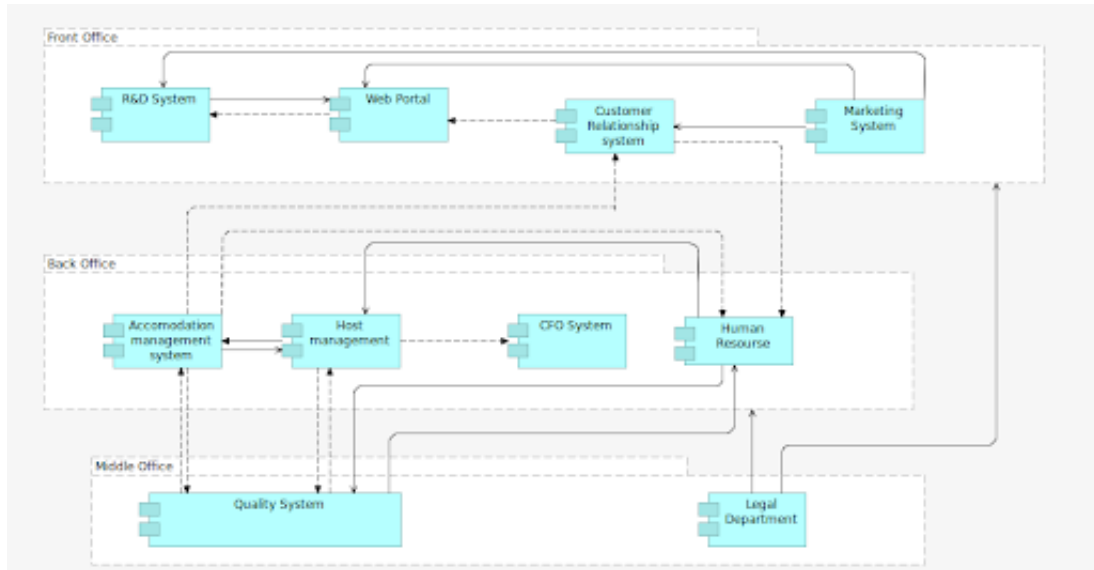 Front Office
R&D System
Web Portal
Customer
Relationship
system
Marketing
System
Back Office
Accomodation
management
system
Host
management
CFO System
Human
Resourse
Middle Office
Quality System
Legal
Department